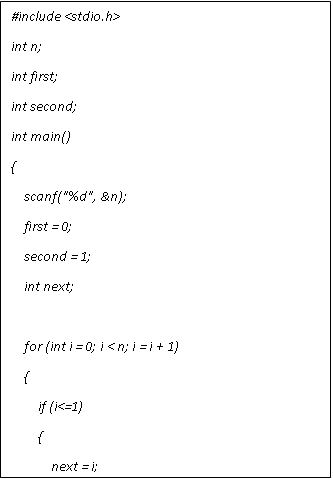 #include <stdio.h>
int n;
int first;
int second;
int main()
{
scanf("%d", &n);
first = 0;
second = 1;
int next;
for (int i = 0; i < n; i = i + 1)
{
if (i<=1)
{
next = i;